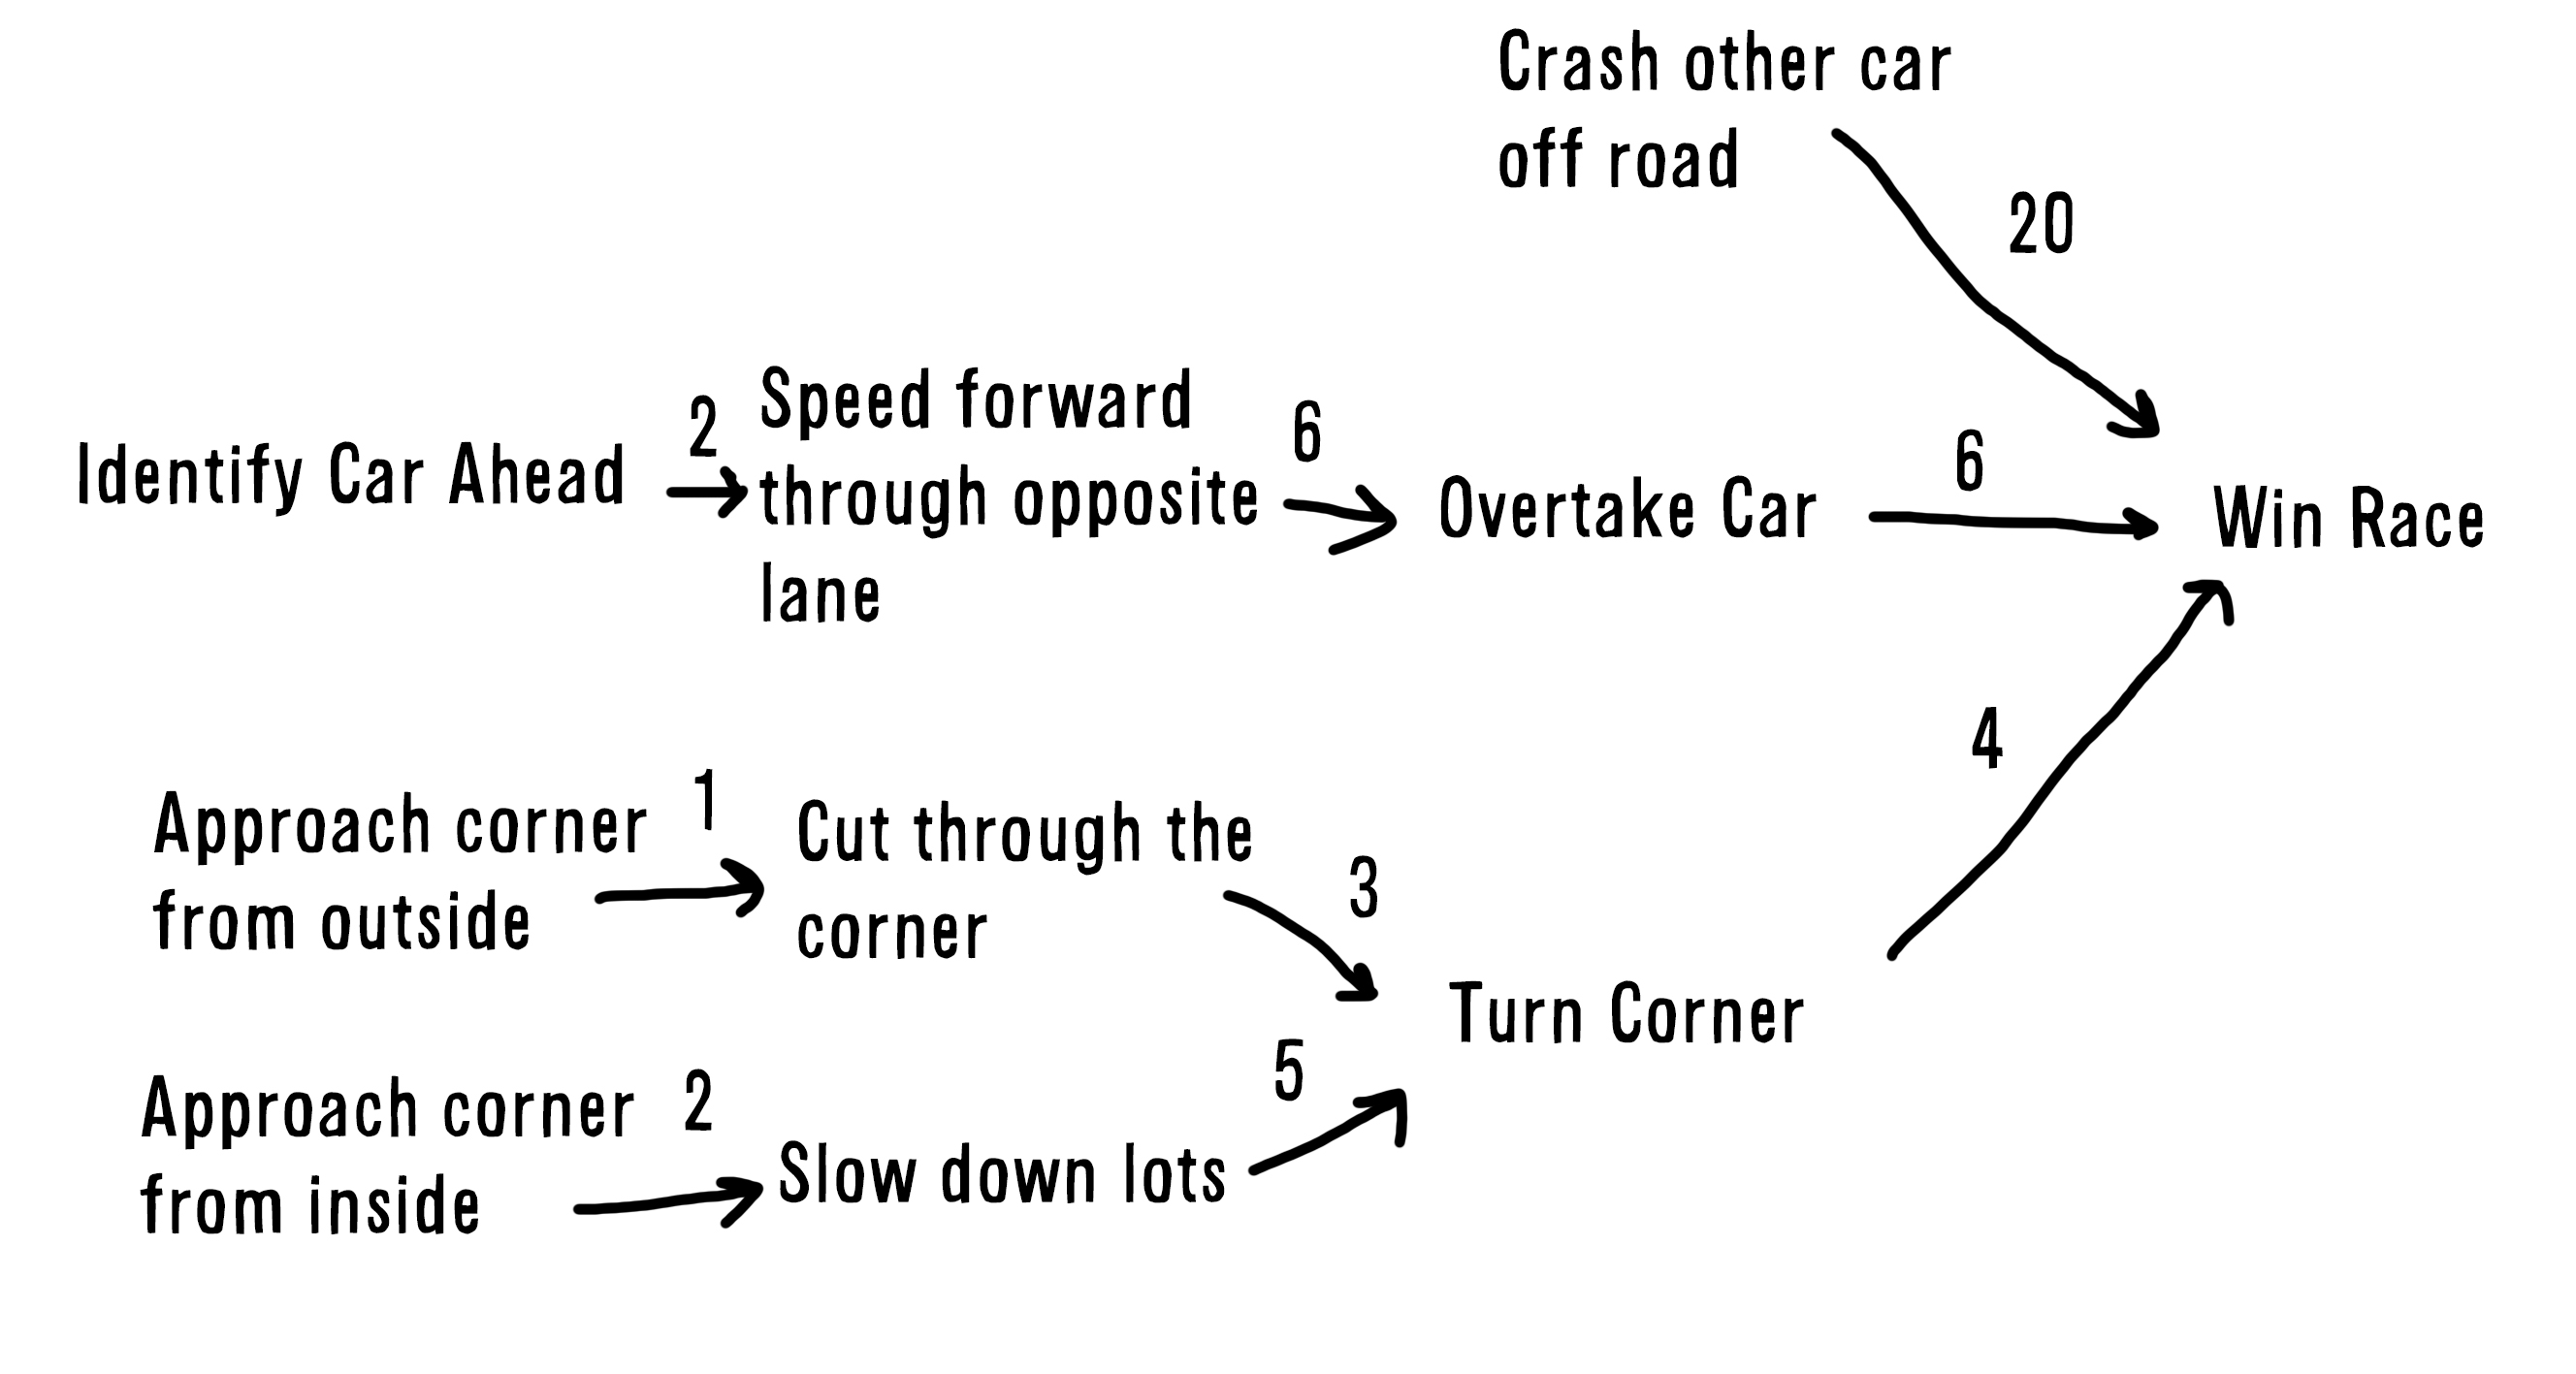 Crash other car
off road
20
Identify Car Ahead
2
Speed forward
through opposite
lane
6
Overtake Car
6
Win Race
Approach corner
from outside
1
Cut through the
corner
3
4
Turn Corner
Approach corner
from inside
2
Slow down lots
5